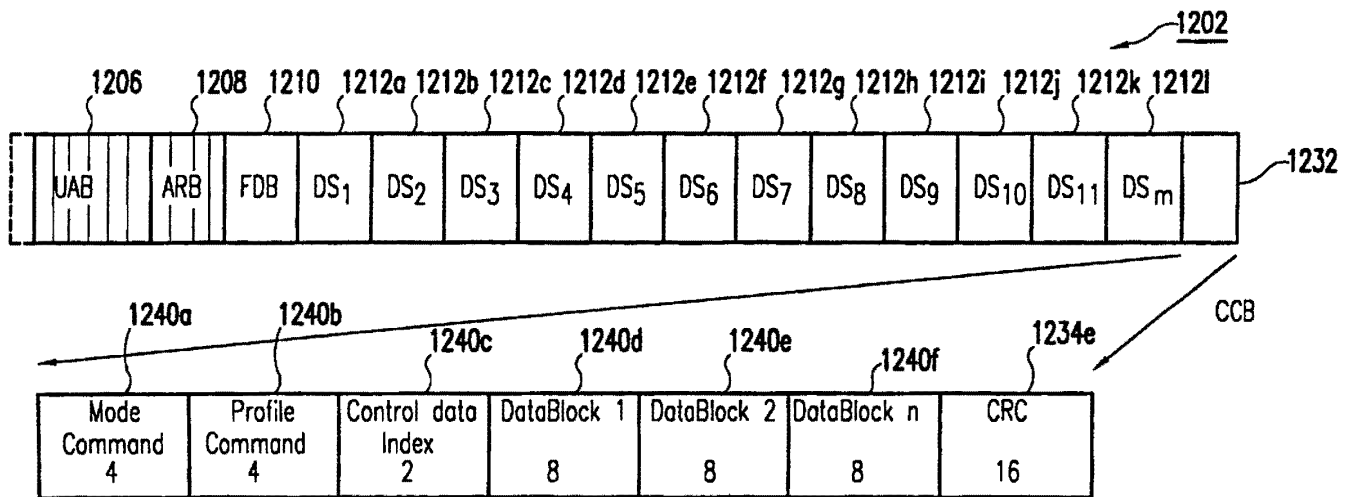 1202
1206 1208 1210 1212a 1212b 1212c 1212d 1212e 1212f 1212g 1212h 1212i 1212j 1212k 1212l
UAB ARB FDB DS1 DS2 DS3 DS4 DS5 DS6 DS7 DS8 DS9 DS10 DS11 DSm
1232
CCB
1240a 1240b 1240c 1240d 1240e 1240f 1234e
Mode Profile Control data DataBlock 1 DataBlock 2 DataBlock n CRC
Command Command Index
4 4 2 8 8 8 16